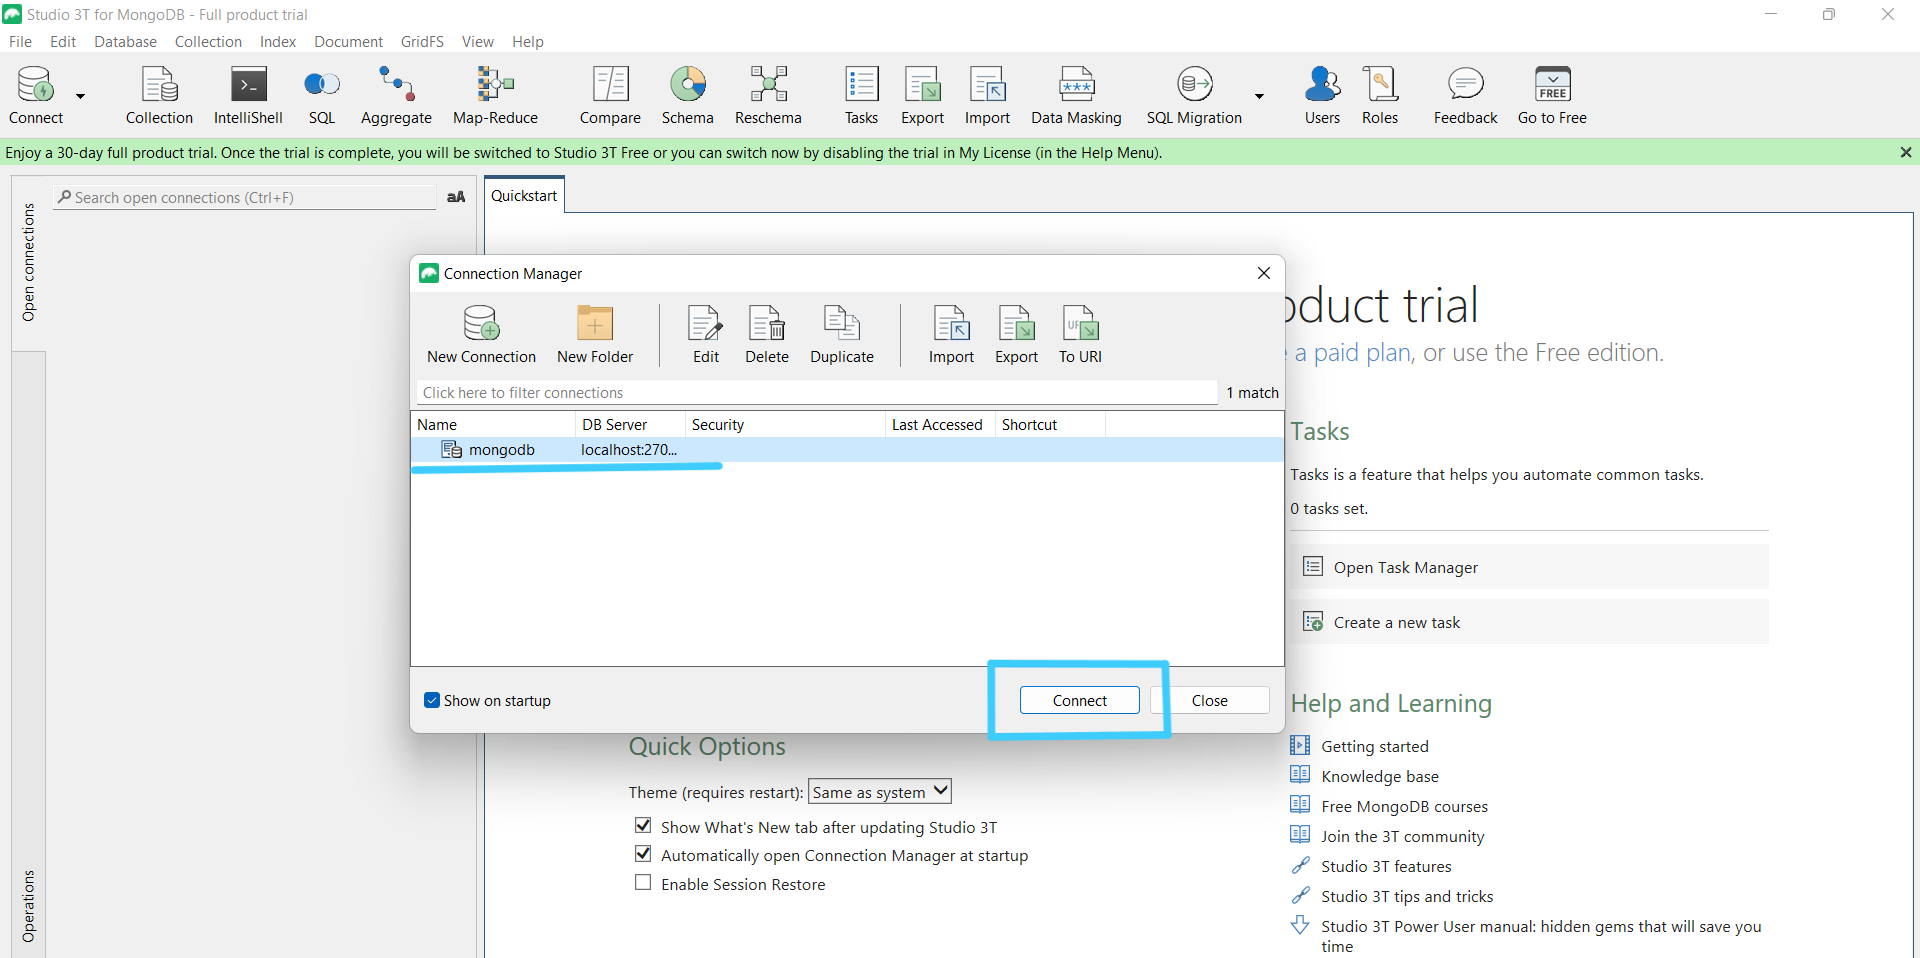 Studio 3T for MongoDB - Full product trial
File Edit Database Collection Index Document GridFS View Help
Connect Collection IntelliShell SQL Aggregate Map-Reduce Compare Schema Reschema Tasks Export Import Data Masking SQL Migration Users Roles Feedback Go to Free
FREE
Enjoy a 30-day full product trial. Once the trial is complete, you will be switched to Studio 3T Free or you can switch now by disabling the trial in My License (in the Help Menu).
Open connections
Search open connections (Ctrl+F) aA
Quickstart
Connection Manager
New Connection New Folder Edit Delete Duplicate Import Export To URI
Click here to filter connections 1 match
Name DB Server Security Last Accessed Shortcut
mongodb localhost:270...
Show on startup Connect Close
oduct trial
a paid plan, or use the Free edition.
Tasks
Tasks is a feature that helps you automate common tasks.
0 tasks set.
Open Task Manager
Create a new task
Help and Learning
Getting started
Knowledge base
Free MongoDB courses
Join the 3T community
Studio 3T features
Studio 3T tips and tricks
Studio 3T Power User manual: hidden gems that will save you
time
Quick Options
Theme (requires restart): Same as system
Show What's New tab after updating Studio 3T
Automatically open Connection Manager at startup
Enable Session Restore
Operations